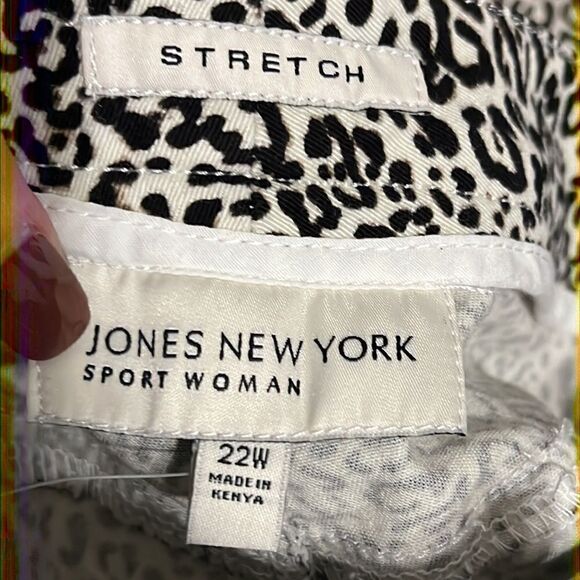 STRETCH
JONES NEW YORK
SPORT WOMAN
22W
MADE IN
KENYA